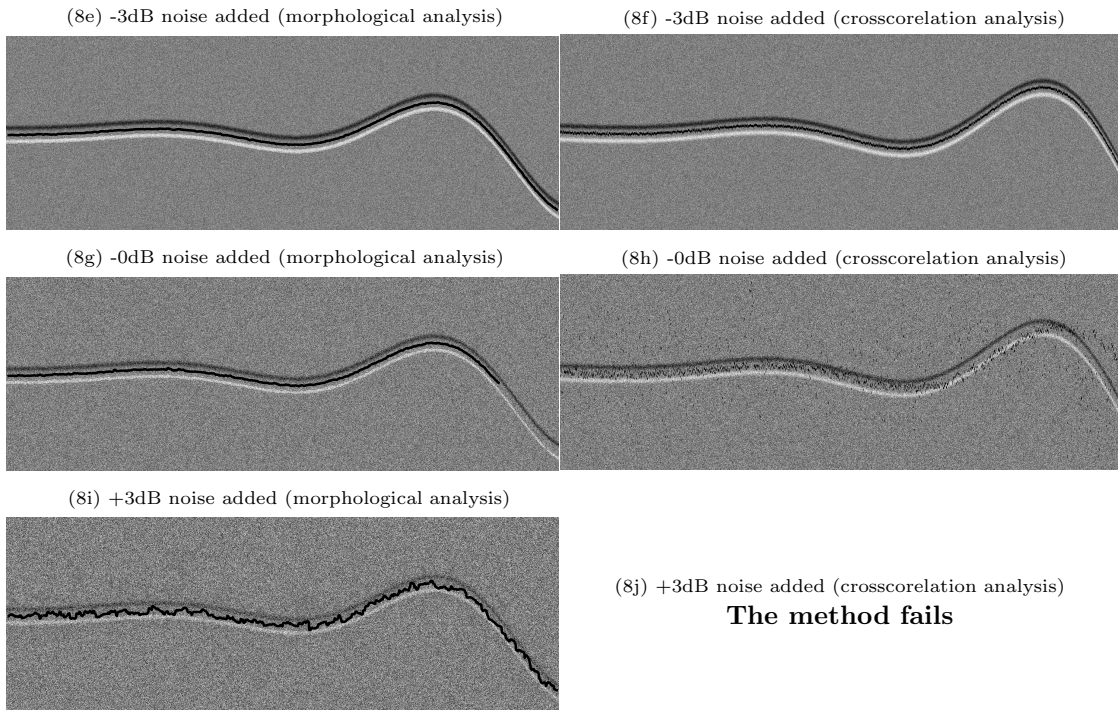 (8e) -3dB noise added (morphological analysis)
(8f) -3dB noise added (crosscorelation analysis)
(8g) -0dB noise added (morphological analysis)
(8h) -0dB noise added (crosscorelation analysis)
(8i) +3dB noise added (morphological analysis)
(8j) +3dB noise added (crosscorelation analysis)
The method fails